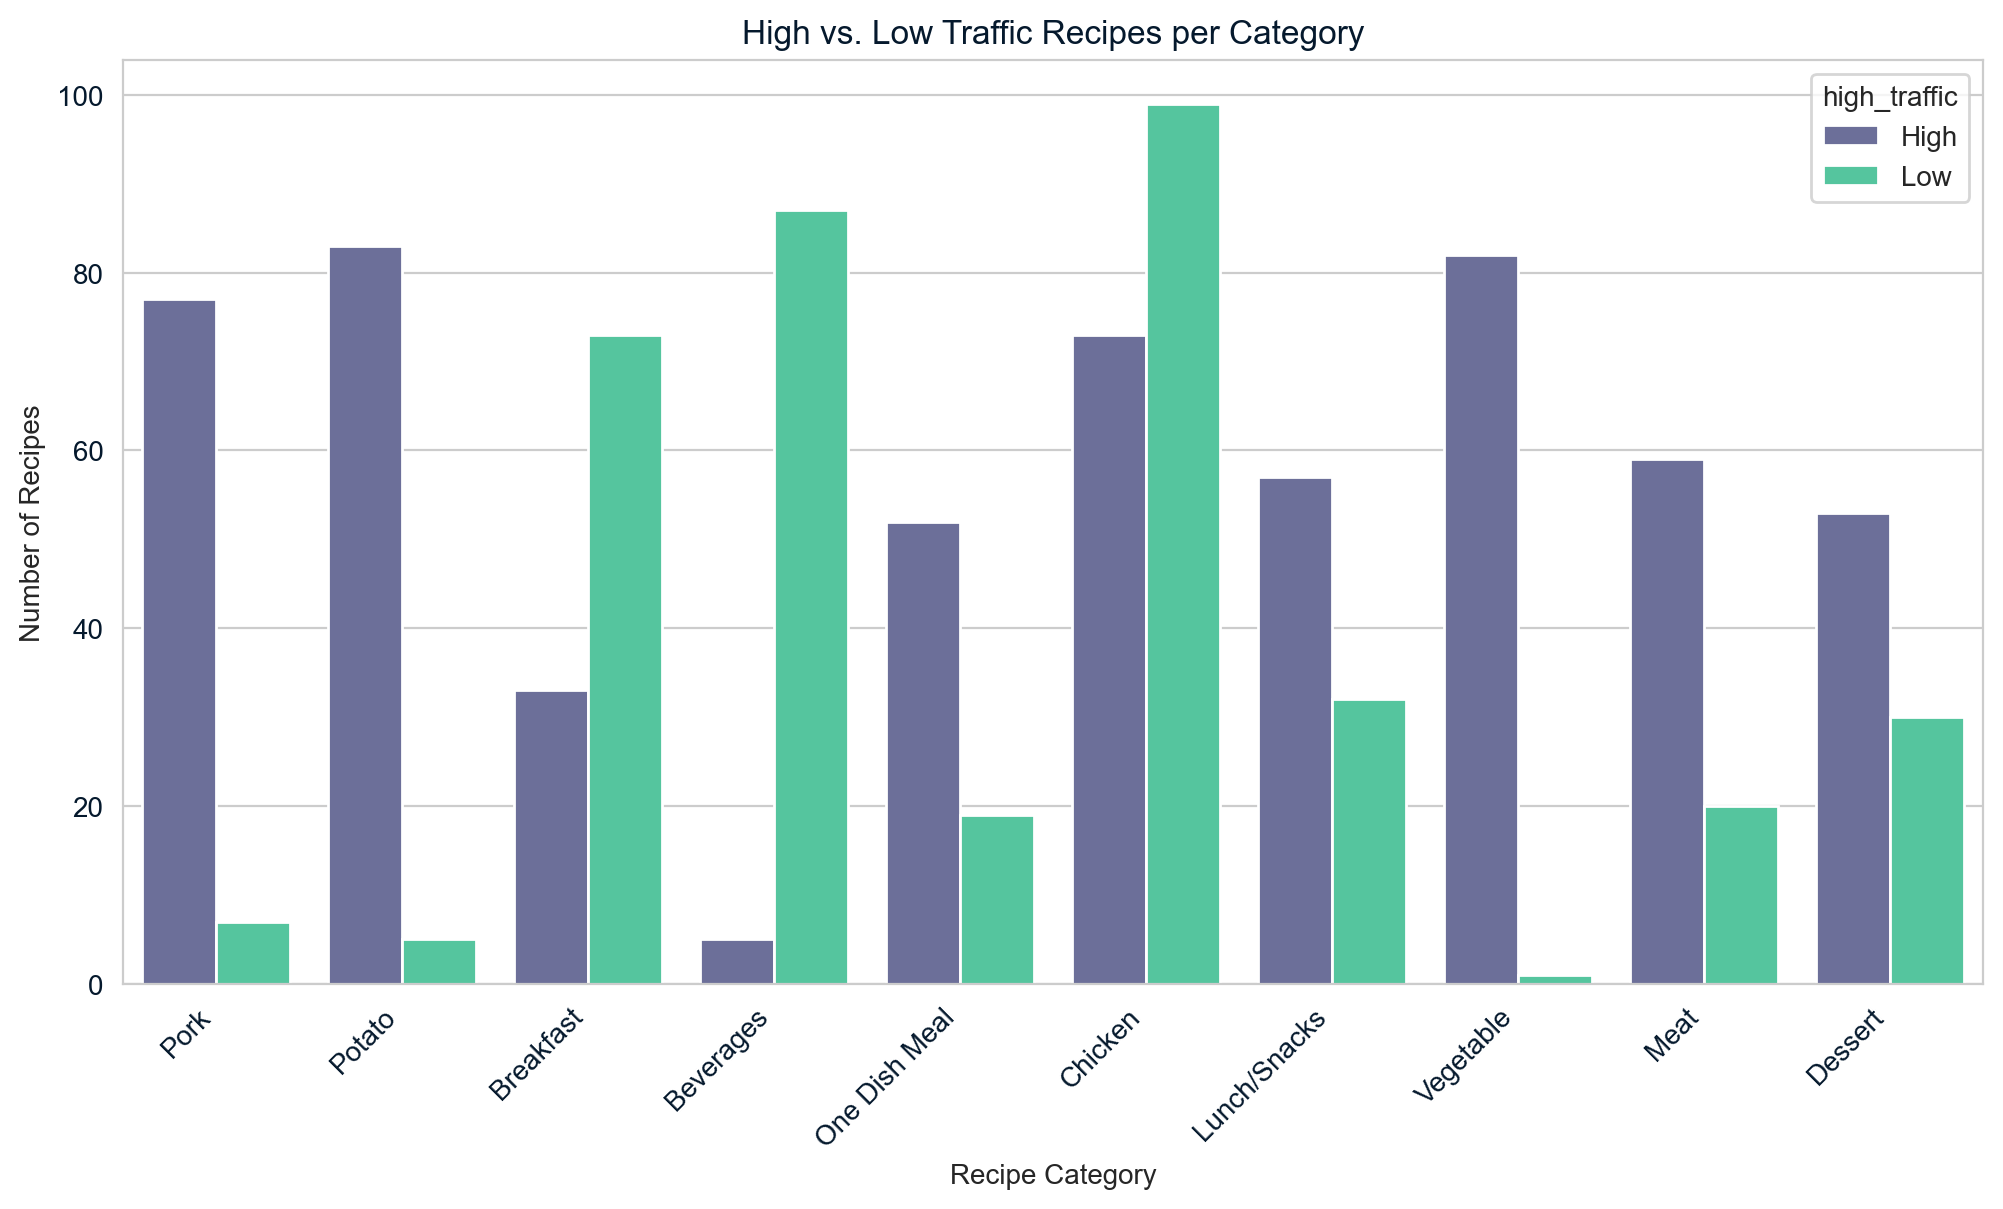 High vs. Low Traffic Recipes per Category
high_traffic
High
Low
Number of Recipes
100
80
60
40
20
0
Pork
Potato
Breakfast
Beverages
One Dish Meal
Chicken
Lunch/Snacks
Vegetable
Meat
Dessert
Recipe Category